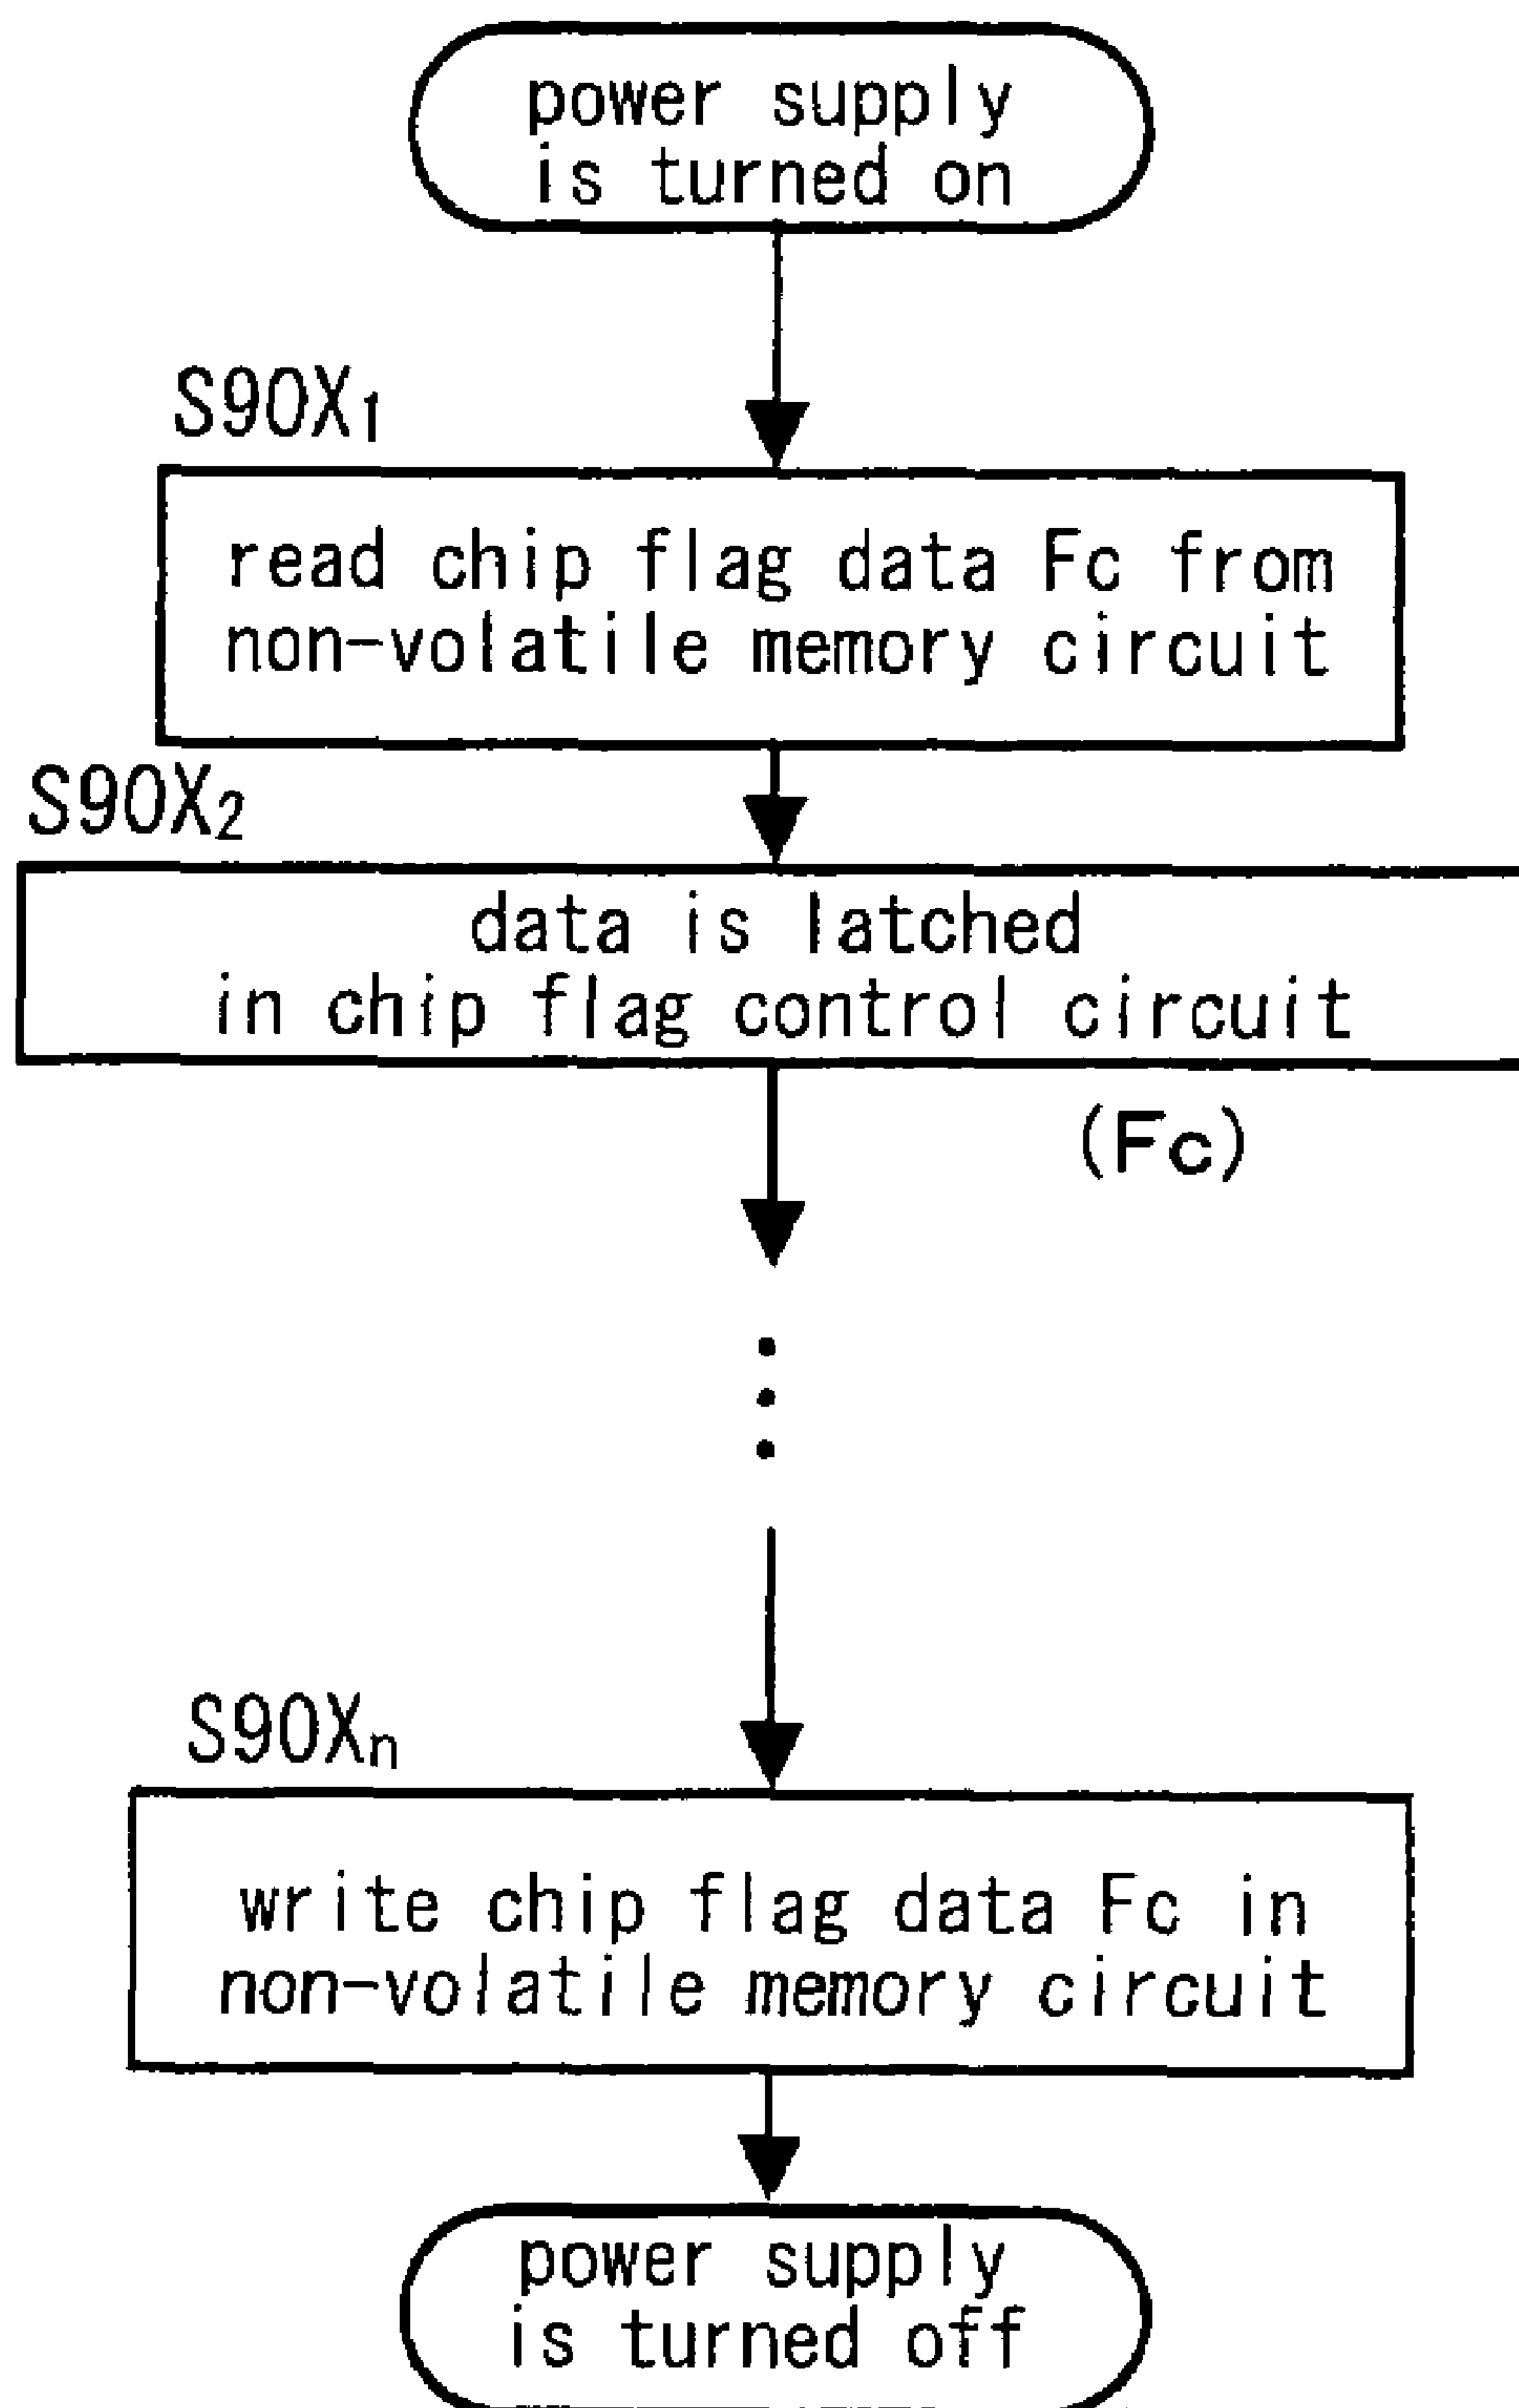 power supply
is turned on
S90X1
read chip flag data Fc from
non-volatile memory circuit
S90X2
data is latched
in chip flag control circuit
(Fc)
S90Xn
write chip flag data Fc in
non-volatile memory circuit
power supply
is turned off